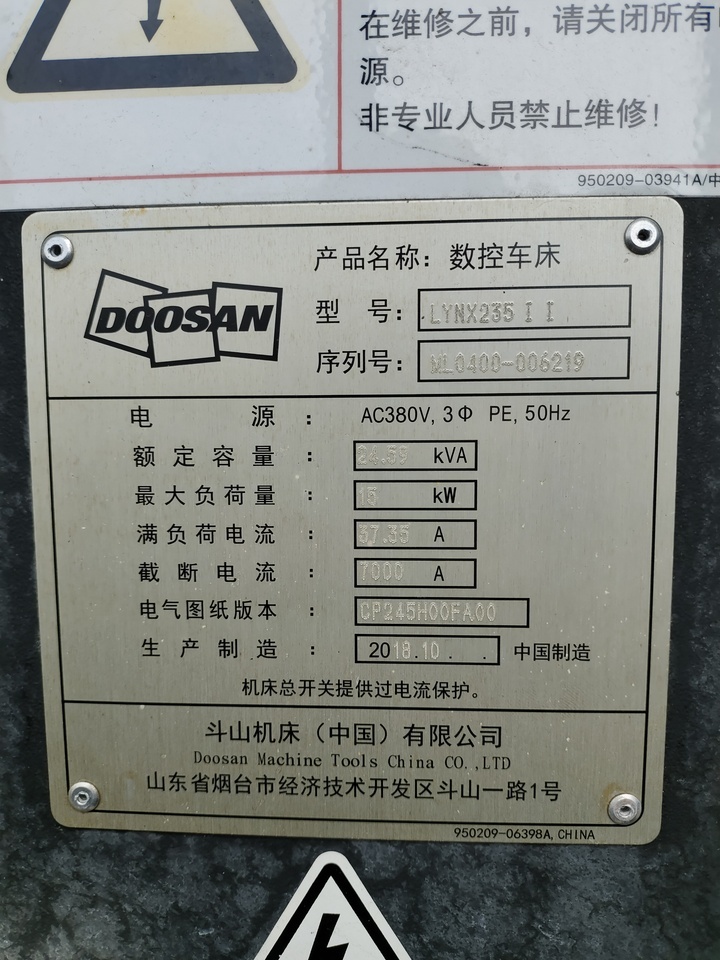 在维修之前，请关闭所有
源。
非专业人员禁止维修！
950209-03941A/中
DOOSAN
产品名称：数控车床
型 号：LYNX235 I I
序列号：ML0400-006219
电 源：AC380V, 3Φ PE, 50Hz
额定容量：24.59 kVA
最大负荷量：15 kW
满负荷电流：37.35 A
截断电流：7000 A
电气图纸版本：CP245H00FA00
生产制造：2018.10. . 中国制造
机床总开关提供过电流保护。
斗山机床（中国）有限公司
Doosan Machine Tools China CO.,LTD
山东省烟台市经济技术开发区斗山一路1号
950209-06398A, CHINA